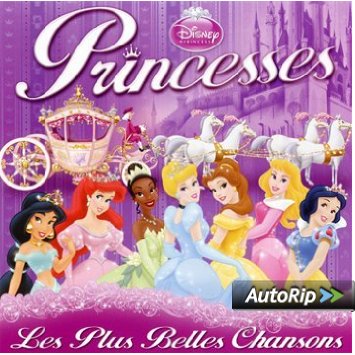 Disney
PRINCESS
Princesses
AutoRip
Les Plus Belles Chansons